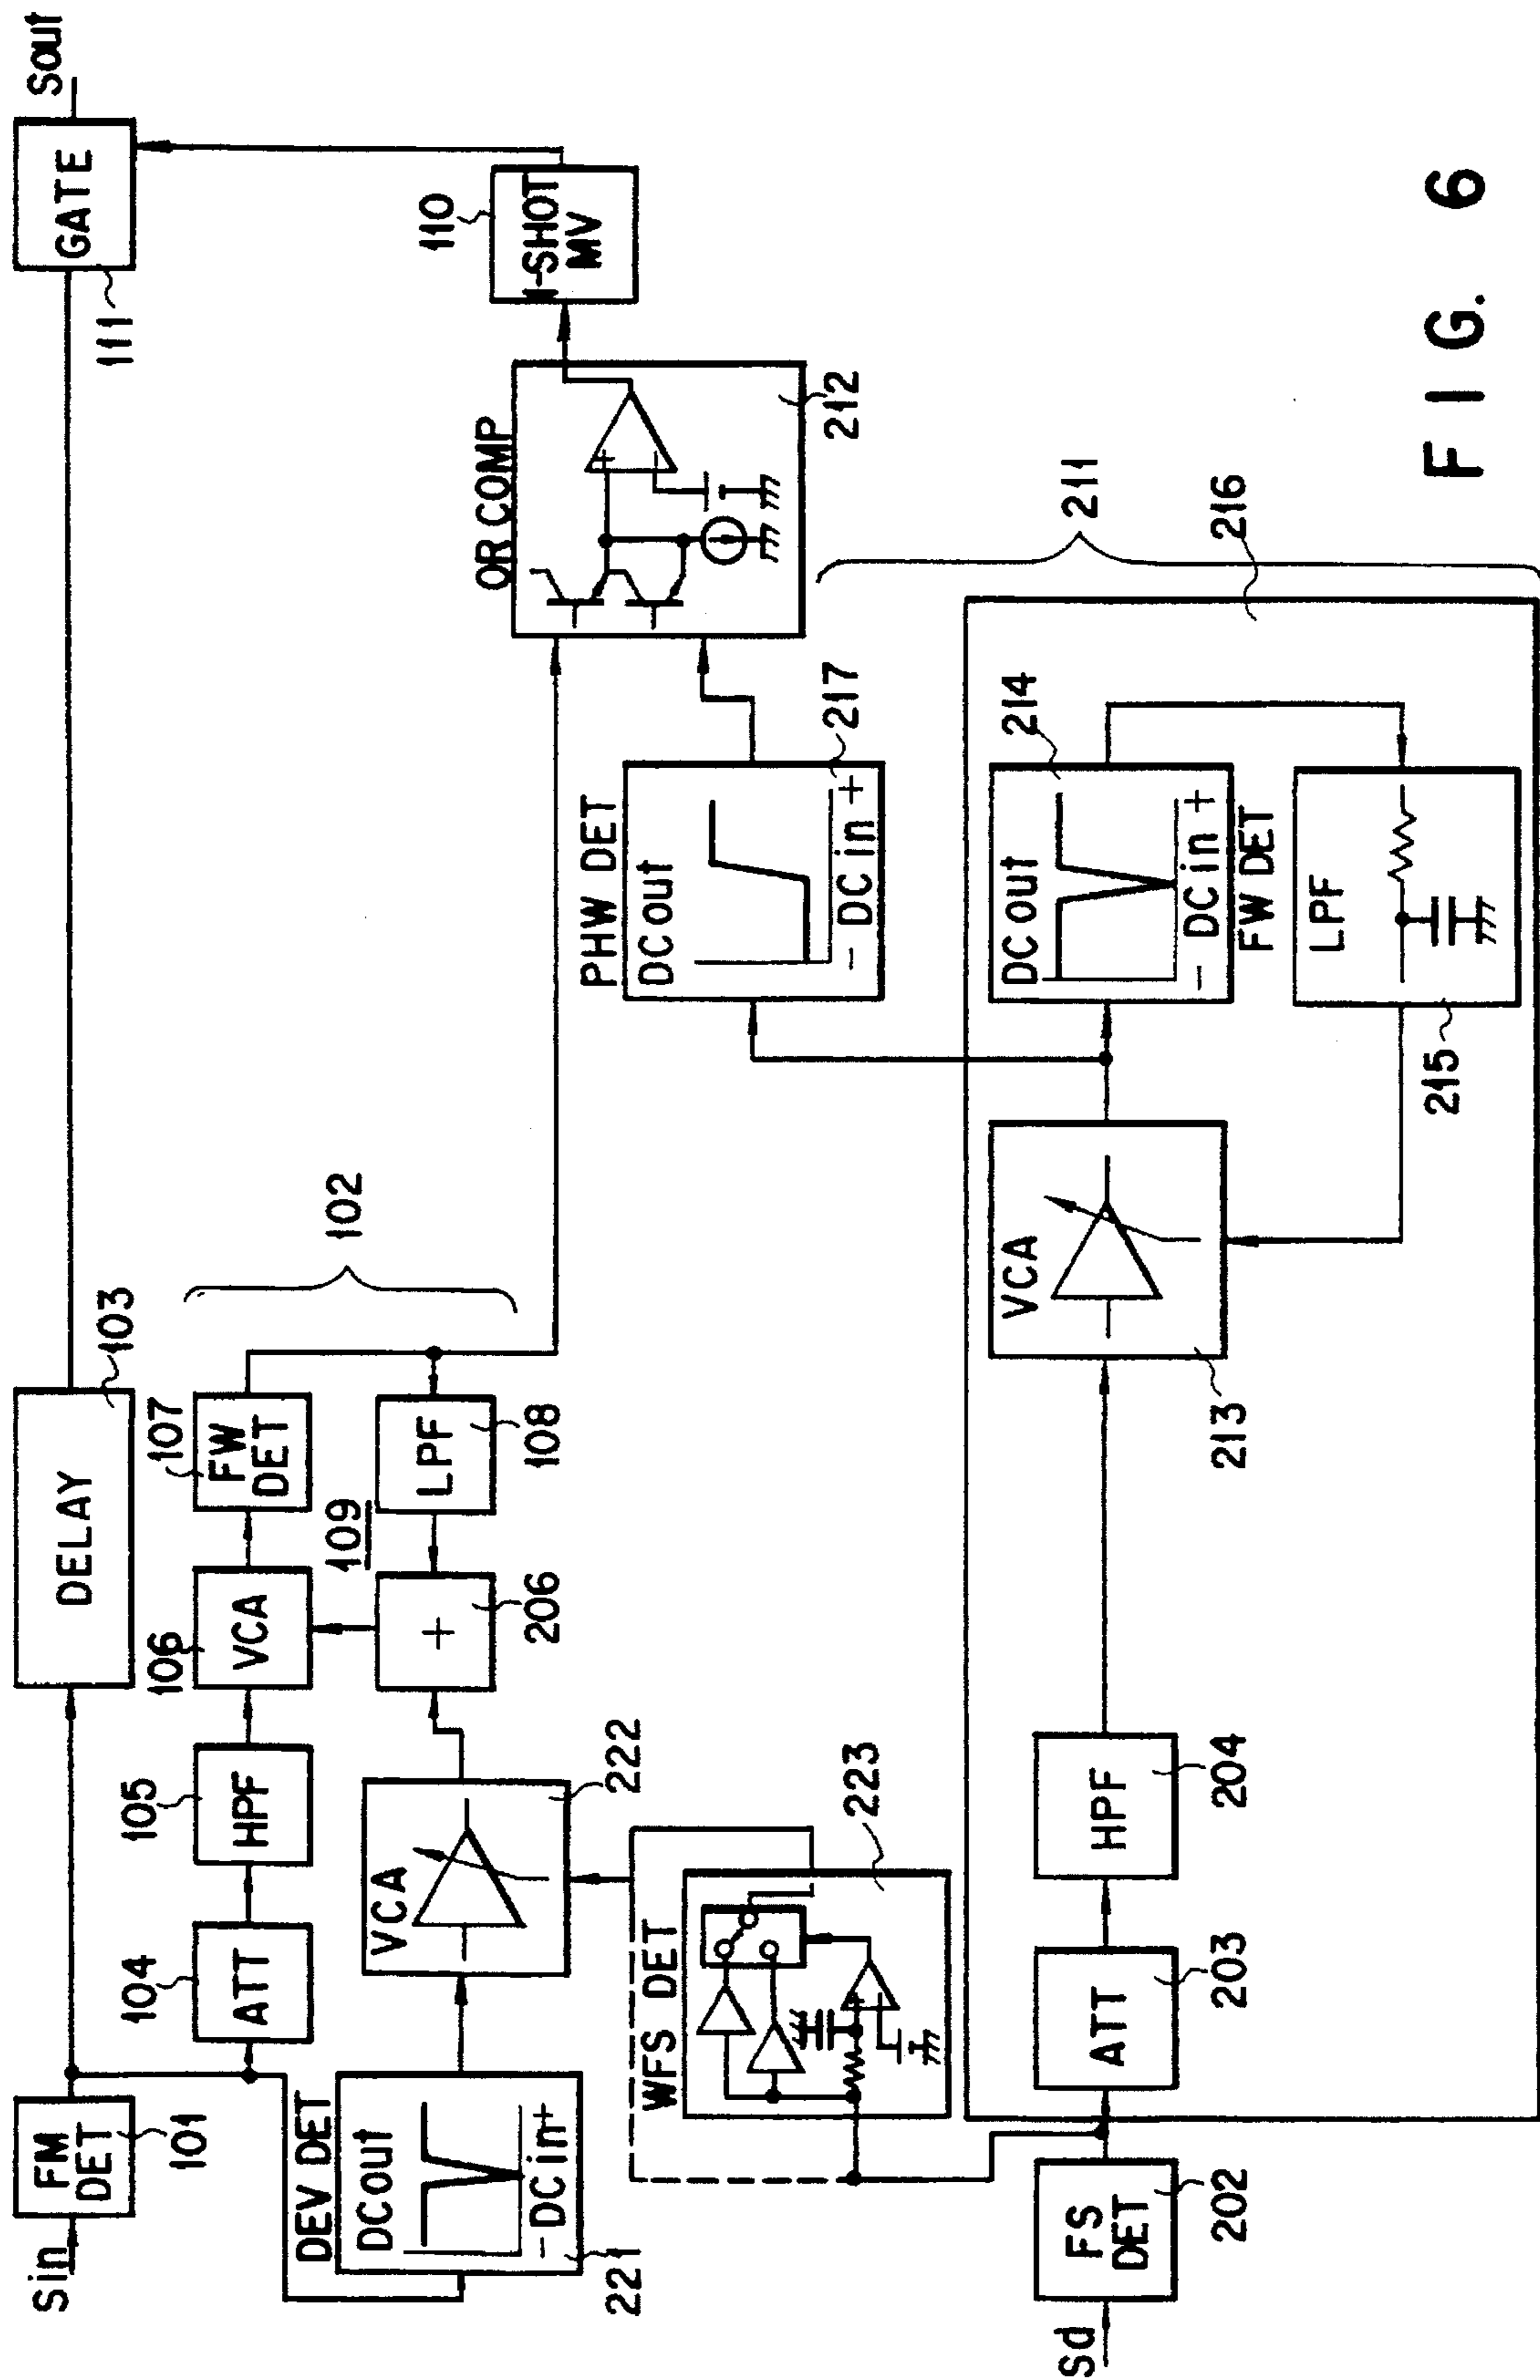 Sin
FM
DET
101
DELAY
103
GATE
111
Sout
104
ATT
105
HPF
106
VCA
107
FW
DET
102
109
LPF
108
+
206
110
1-SHOT
MV
OR COMP
+
−
212
DEV DET
DC out
− DC in +
221
VCA
222
WFS DET
+
−
223
PHW DET
DC out
− DC in +
217
211
216
Sd
FS
DET
202
ATT
203
HPF
204
VCA
213
DC out
− DC in +
214
FW DET
LPF
215
FIG. 6